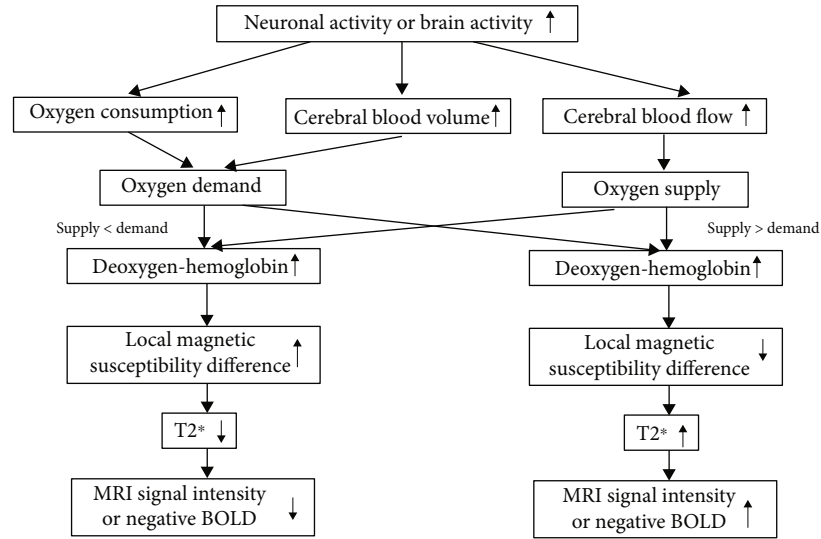 Neuronal activity or brain activity ↑
Oxygen consumption ↑
Cerebral blood volume ↑
Cerebral blood flow ↑
Oxygen demand
Oxygen supply
Supply < demand
Supply > demand
Deoxygen-hemoglobin ↑
Deoxygen-hemoglobin ↑
Local magnetic
susceptibility difference ↑
Local magnetic
susceptibility difference ↓
T2* ↓
T2* ↑
MRI signal intensity
or negative BOLD ↓
MRI signal intensity
or negative BOLD ↑